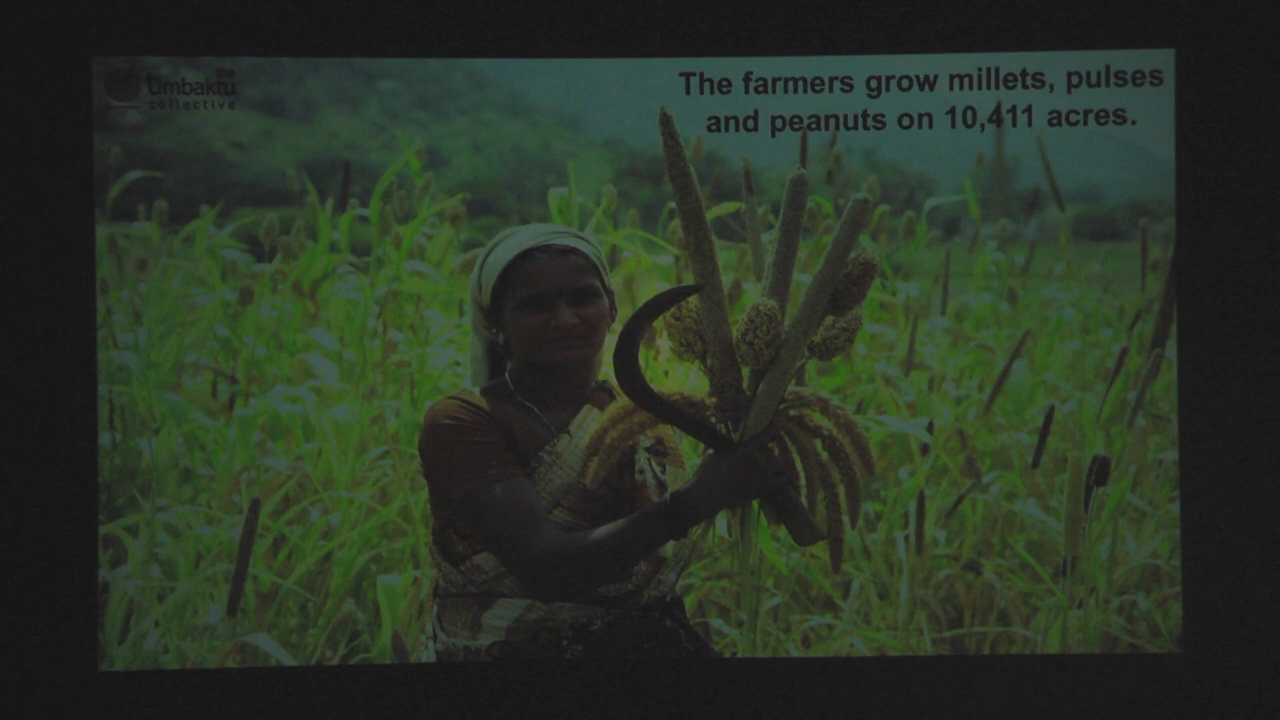 the
timbaktu
collective
The farmers grow millets, pulses
and peanuts on 10,411 acres.